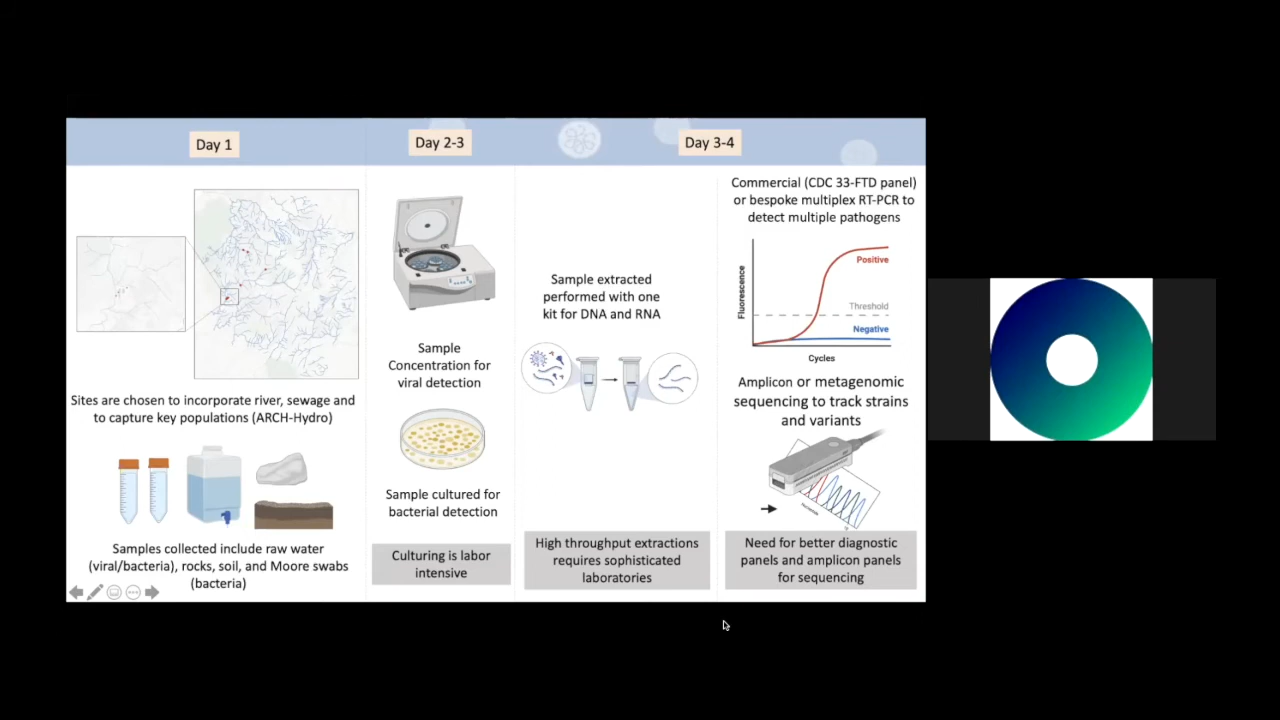 Day 1
Sites are chosen to incorporate river, sewage and
to capture key populations (ARCH-Hydro)
Samples collected include raw water
(viral/bacteria), rocks, soil, and Moore swabs
(bacteria)
Day 2-3
Sample
Concentration for
viral detection
Sample cultured for
bacterial detection
Culturing is labor
intensive
Day 3-4
Sample extracted
performed with one
kit for DNA and RNA
High throughput extractions
requires sophisticated
laboratories
Commercial (CDC 33-FTD panel)
or bespoke multiplex RT-PCR to
detect multiple pathogens
Fluorescence
Positive
Threshold
Negative
Cycles
Amplicon or metagenomic
sequencing to track strains
and variants
Need for better diagnostic
panels and amplicon panels
for sequencing